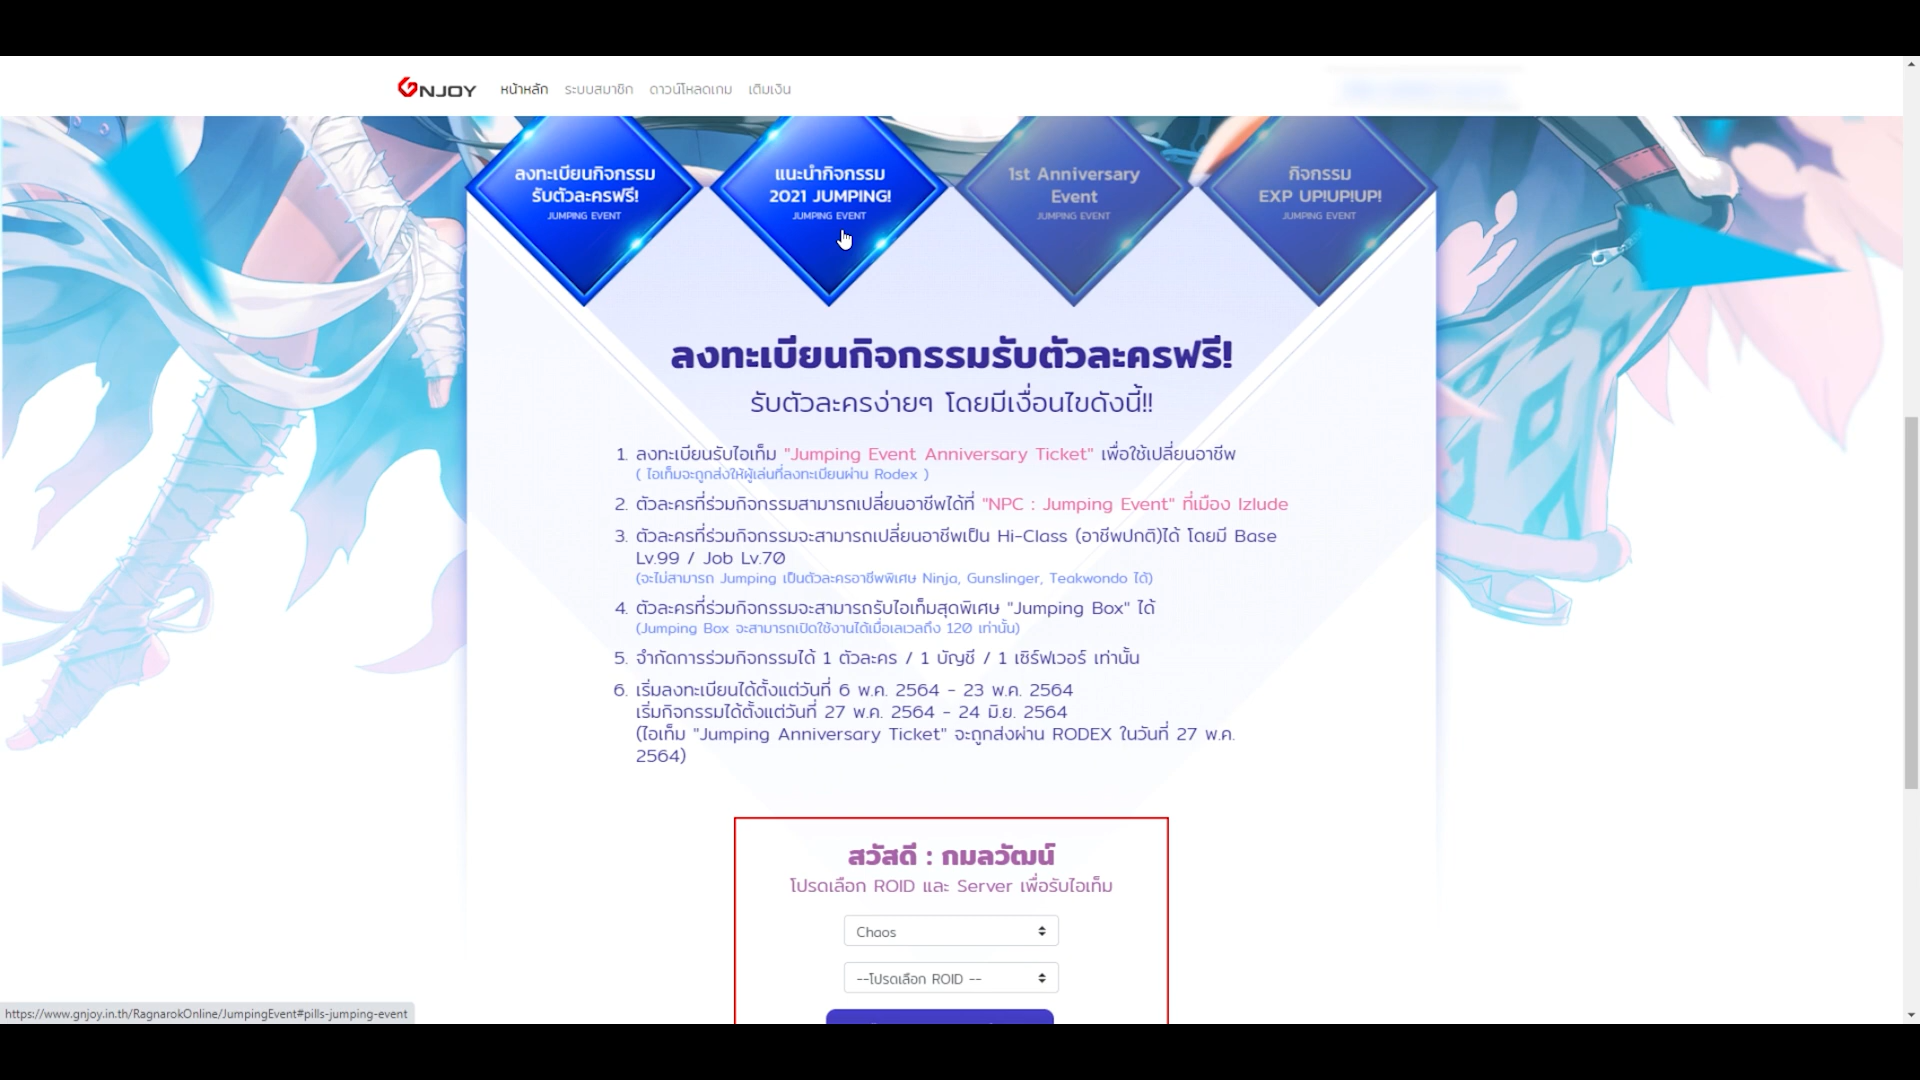 GNJOY หน้าหลัก ระบบสมาชิก ดาวน์โหลดเกม เติมเงิน
ลงทะเบียนกิจกรรม
รับตัวละครฟรี!
JUMPING EVENT
แนะนำกิจกรรม
2021 JUMPING!
JUMPING EVENT
1st Anniversary
Event
JUMPING EVENT
กิจกรรม
EXP UP!UP!UP!
JUMPING EVENT
ลงทะเบียนกิจกรรมรับตัวละครฟรี!
รับตัวละครง่ายๆ โดยมีเงื่อนไขดังนี้!!
1. ลงทะเบียนรับไอเท็ม "Jumping Event Anniversary Ticket" เพื่อใช้เปลี่ยนอาชีพ
( ไอเท็มจะถูกส่งให้ผู้เล่นที่ลงทะเบียนผ่าน Rodex )
2. ตัวละครที่ร่วมกิจกรรมสามารถเปลี่ยนอาชีพได้ที่ "NPC : Jumping Event" ที่เมือง Izlude
3. ตัวละครที่ร่วมกิจกรรมจะสามารถเปลี่ยนอาชีพเป็น Hi-Class (อาชีพปกติ)ได้ โดยมี Base
Lv.99 / Job Lv.70
(จะไม่สามารถ Jumping เป็นตัวละครอาชีพพิเศษ Ninja, Gunslinger, Teakwondo ได้)
4. ตัวละครที่ร่วมกิจกรรมจะสามารถรับไอเท็มสุดพิเศษ "Jumping Box" ได้
(Jumping Box จะสามารถเปิดใช้งานได้เมื่อเลเวลถึง 120 เท่านั้น)
5. จำกัดการร่วมกิจกรรมได้ 1 ตัวละคร / 1 บัญชี / 1 เซิร์ฟเวอร์ เท่านั้น
6. เริ่มลงทะเบียนได้ตั้งแต่วันที่ 6 พ.ค. 2564 - 23 พ.ค. 2564
เริ่มกิจกรรมได้ตั้งแต่วันที่ 27 พ.ค. 2564 - 24 มิ.ย. 2564
(ไอเท็ม "Jumping Anniversary Ticket" จะถูกส่งผ่าน RODEX ในวันที่ 27 พ.ค.
2564)
สวัสดี : กมลวัฒน์
โปรดเลือก ROID และ Server เพื่อรับไอเท็ม
Chaos
--โปรดเลือก ROID --
https://www.gnjoy.in.th/RagnarokOnline/JumpingEvent#pills-jumping-event